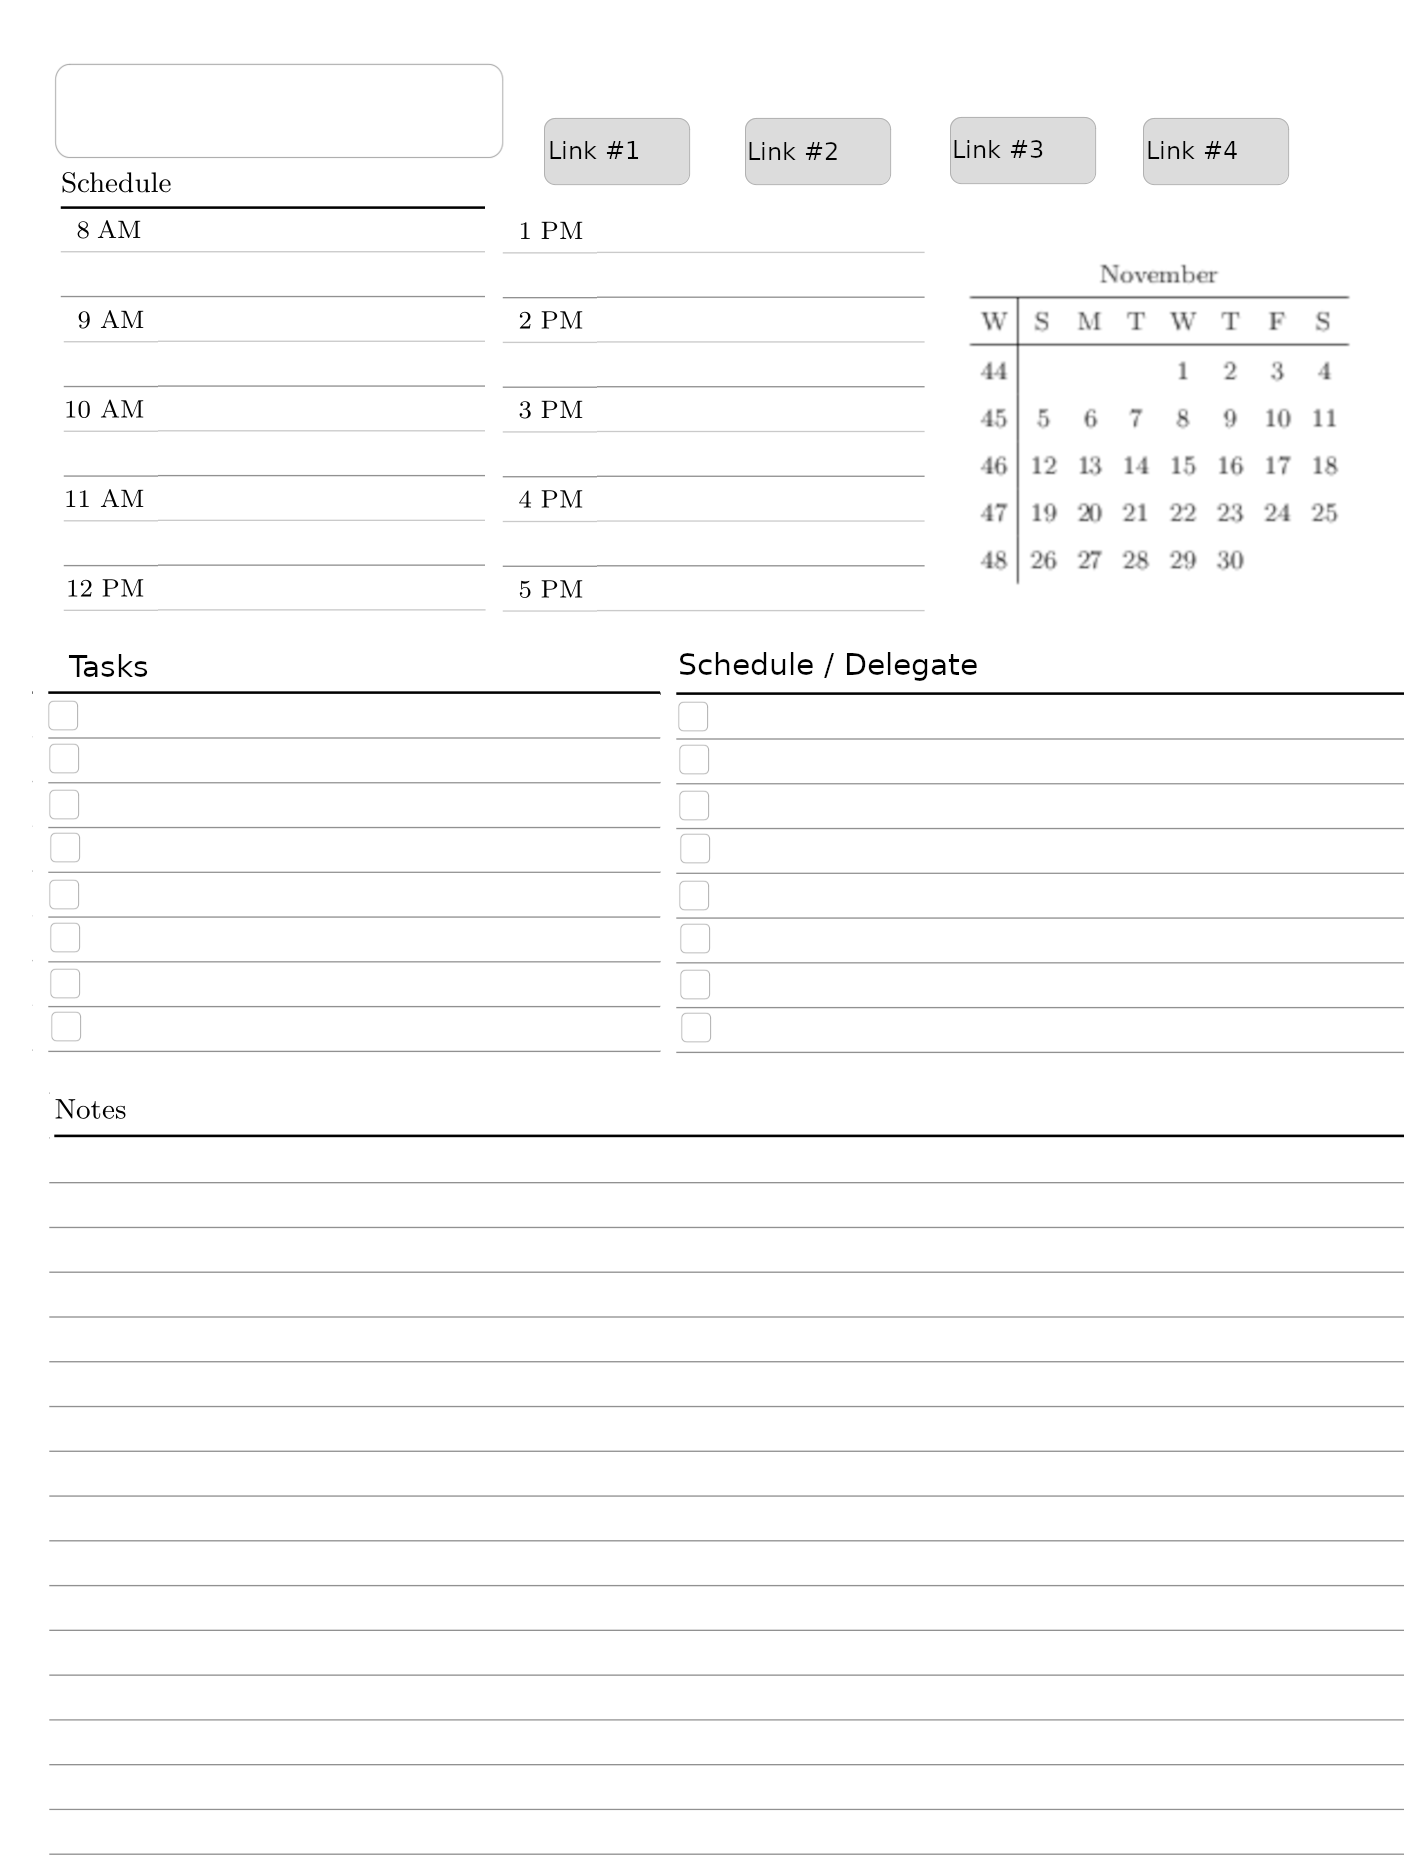 Link #1 Link #2 Link #3 Link #4
Schedule
8 AM
9 AM
10 AM
11 AM
12 PM
1 PM
2 PM
3 PM
4 PM
5 PM
November
W S M T W T F S
44 1 2 3 4
45 5 6 7 8 9 10 11
46 12 13 14 15 16 17 18
47 19 20 21 22 23 24 25
48 26 27 28 29 30
Tasks
Schedule / Delegate
Notes